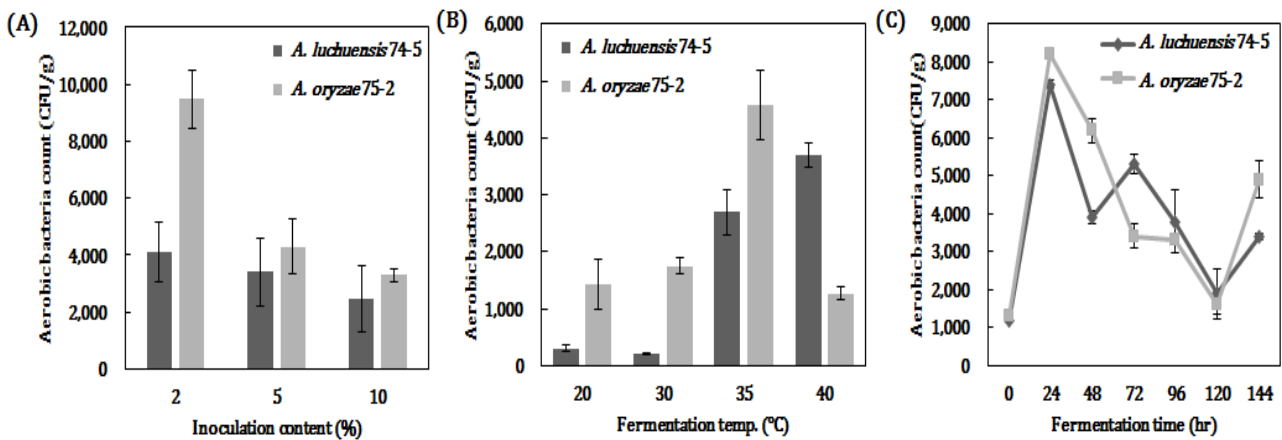 (A)
12,000
10,000
8,000
6,000
4,000
2,000
0
Aerobic bacteria count (CFU/g)
A. luchuensis 74-5
A. oryzae 75-2
2 5 10
Inoculation content (%)
(B)
6,000
5,000
4,000
3,000
2,000
1,000
0
Aerobic bacteria count (CFU/g)
A. luchuensis 74-5
A. oryzae 75-2
20 30 35 40
Fermentation temp. (℃)
(C)
9,000
8,000
7,000
6,000
5,000
4,000
3,000
2,000
1,000
0
Aerobic bacteria count(CFU/g)
A. luchuensis 74-5
A. oryzae 75-2
0 24 48 72 96 120 144
Fermentation time (hr)